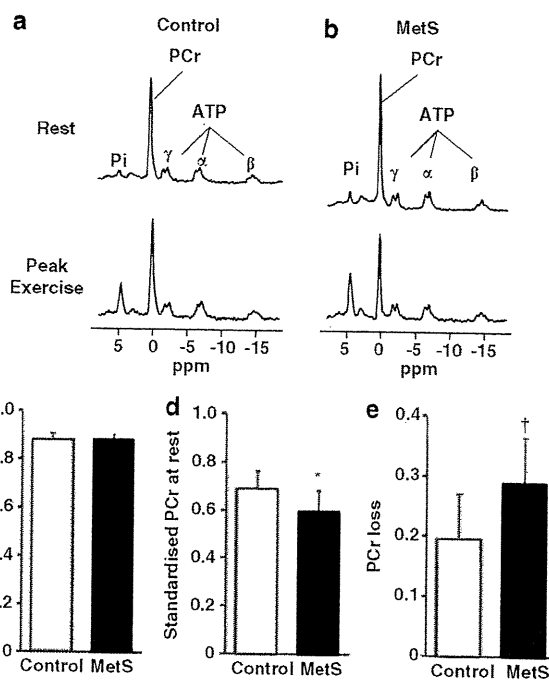 a
Control
PCr
ATP
Rest
Pi
γ
α
β
b
MetS
PCr
ATP
Pi
γ
α
β
Peak
Exercise
5 0 -5 -10 -15
ppm
5 0 -5 -10 -15
ppm
.0
.8
.6
.4
.2
0
Control MetS
d
Standardised PCr at rest
1.0
0.8
0.6
0.4
0.2
0
*
Control MetS
e
PCr loss
0.4
0.3
0.2
0.1
0
†
Control MetS